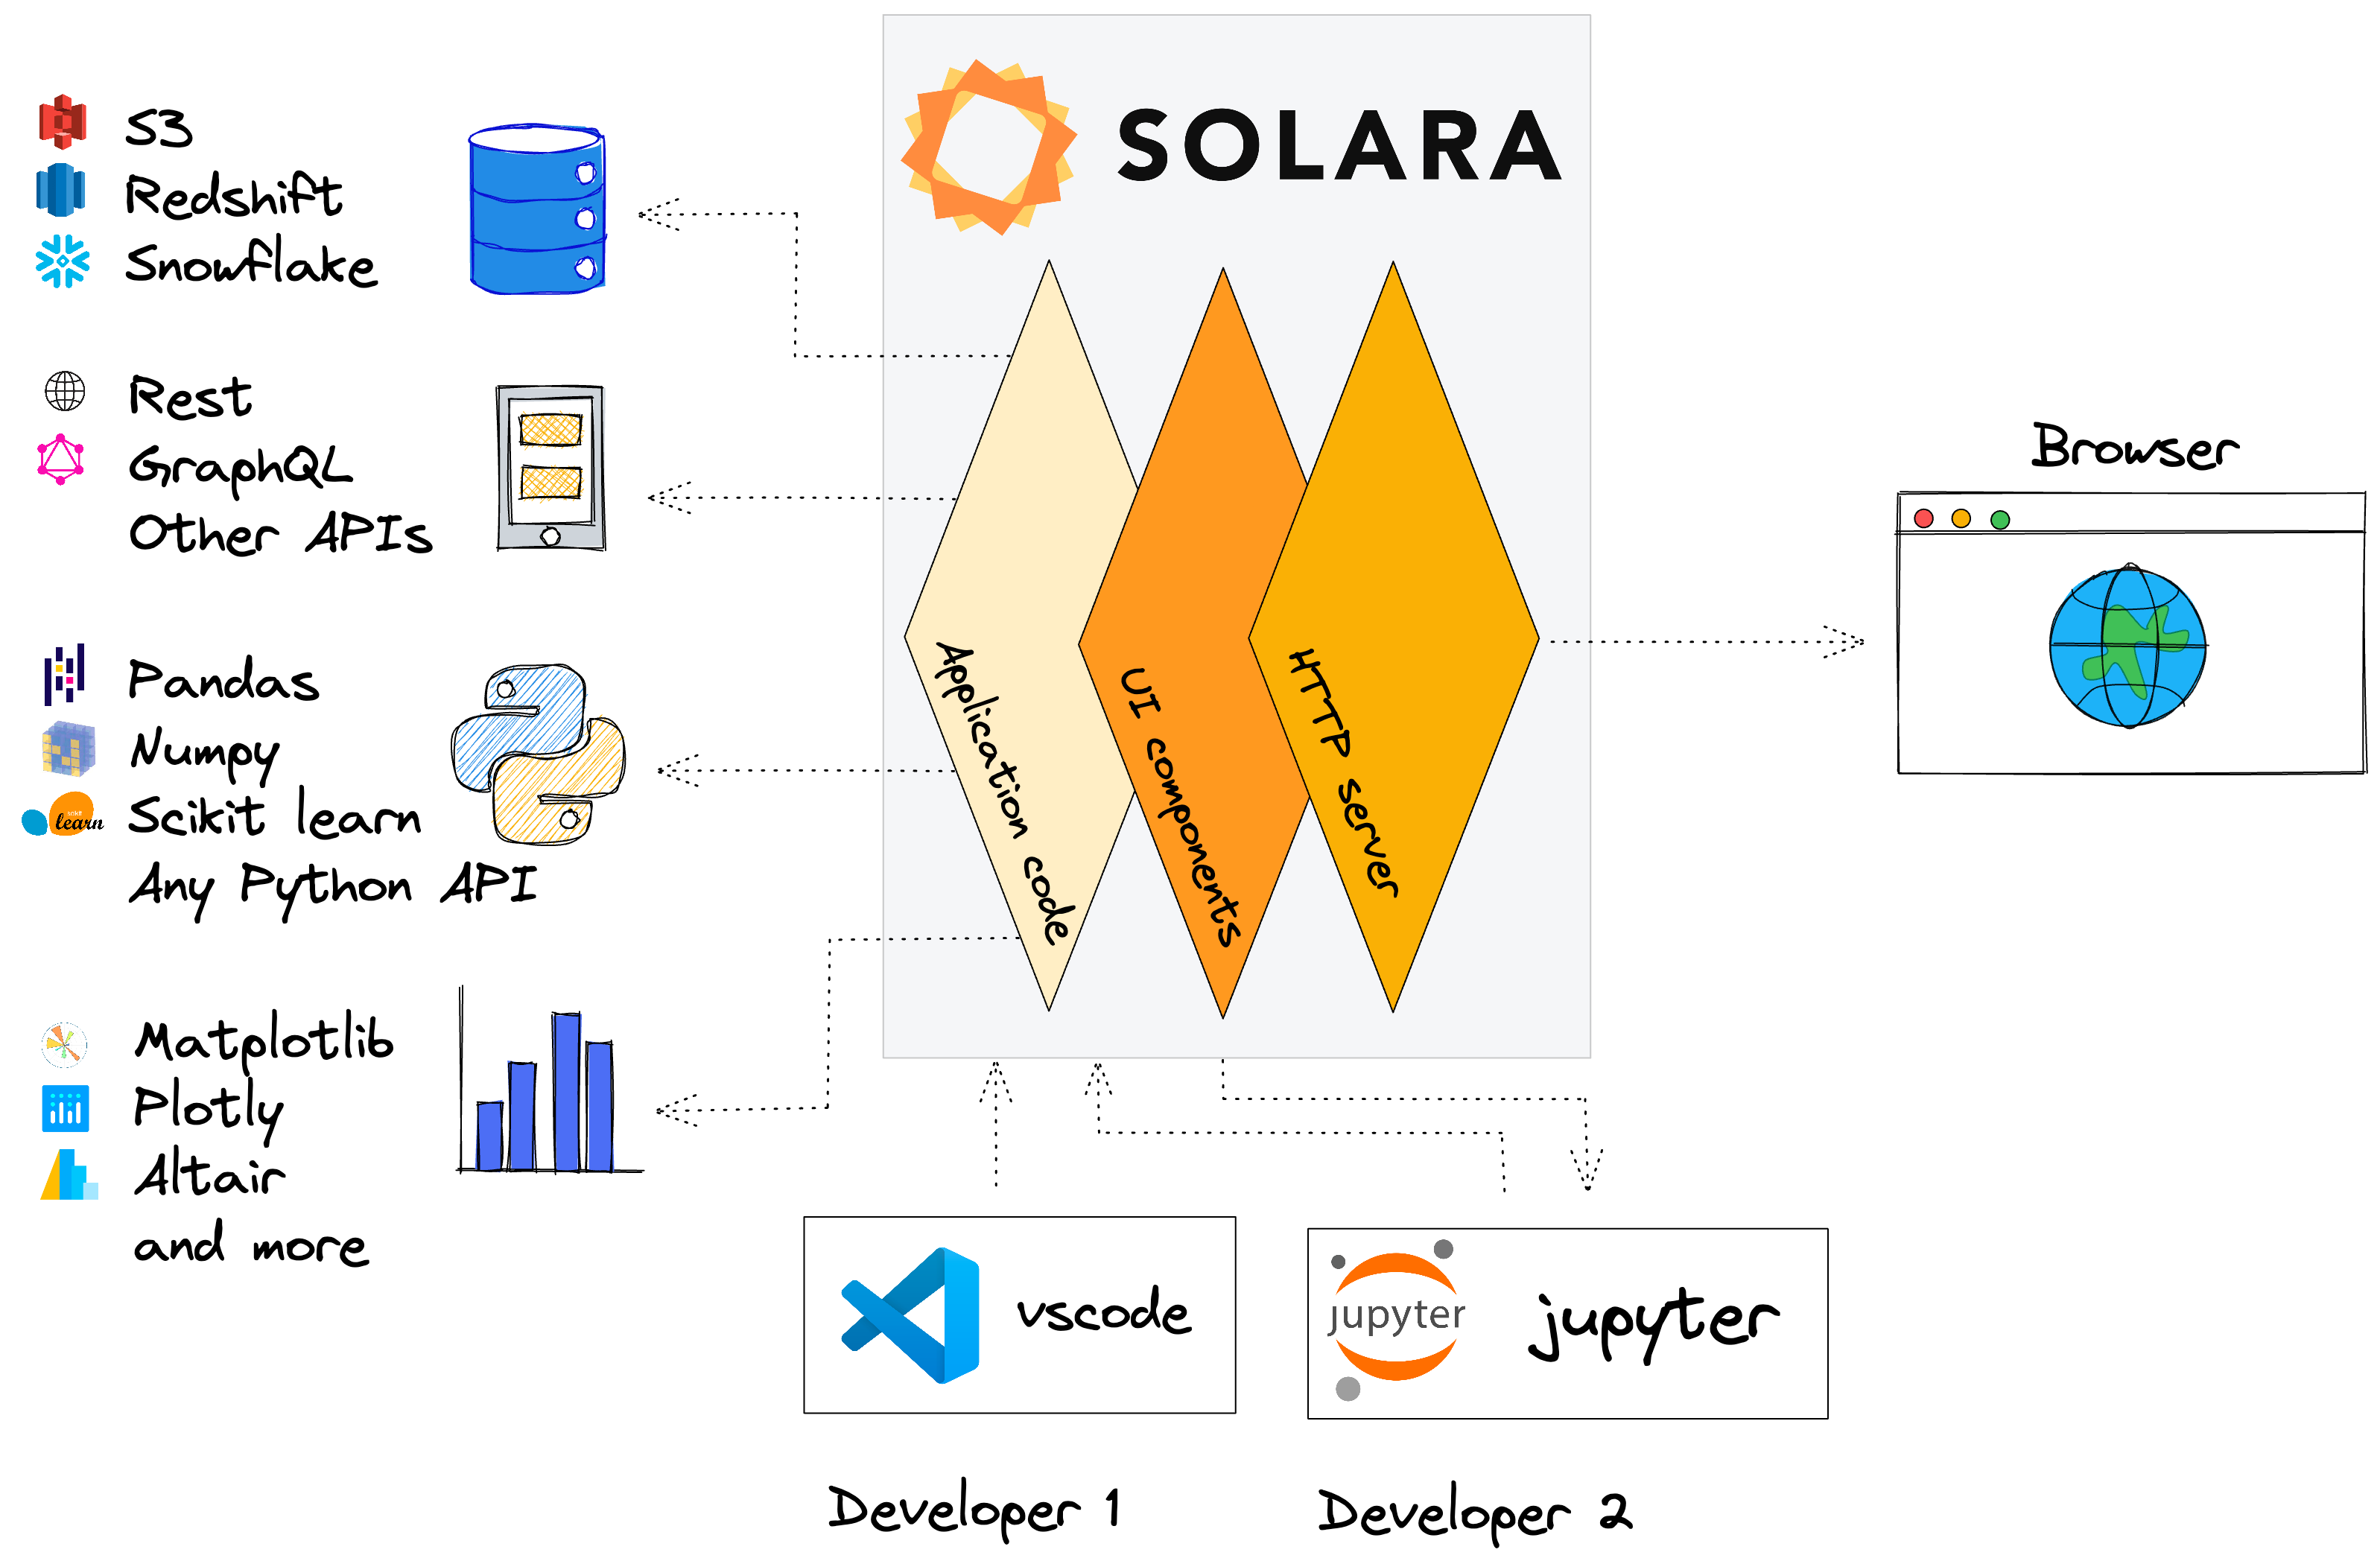 SOLARA
S3
Redshift
Snowflake
Rest
GraphQL
Other APIs
Pandas
Numpy
learn
Scikit learn
Any Python API
Matplotlib
Plotly
Altair
and more
Application code
UI components
HTTP server
Browser
vscode
jupyter
jupyter
Developer 1
Developer 2